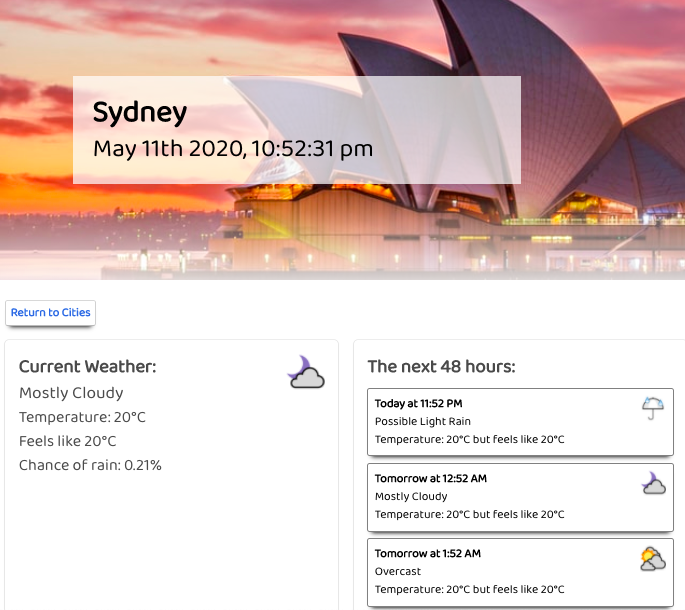 Sydney
May 11th 2020, 10:52:31 pm
Return to Cities
Current Weather:
Mostly Cloudy
Temperature: 20°C
Feels like 20°C
Chance of rain: 0.21%
The next 48 hours:
Today at 11:52 PM
Possible Light Rain
Temperature: 20°C but feels like 20°C
Tomorrow at 12:52 AM
Mostly Cloudy
Temperature: 20°C but feels like 20°C
Tomorrow at 1:52 AM
Overcast
Temperature: 20°C but feels like 20°C